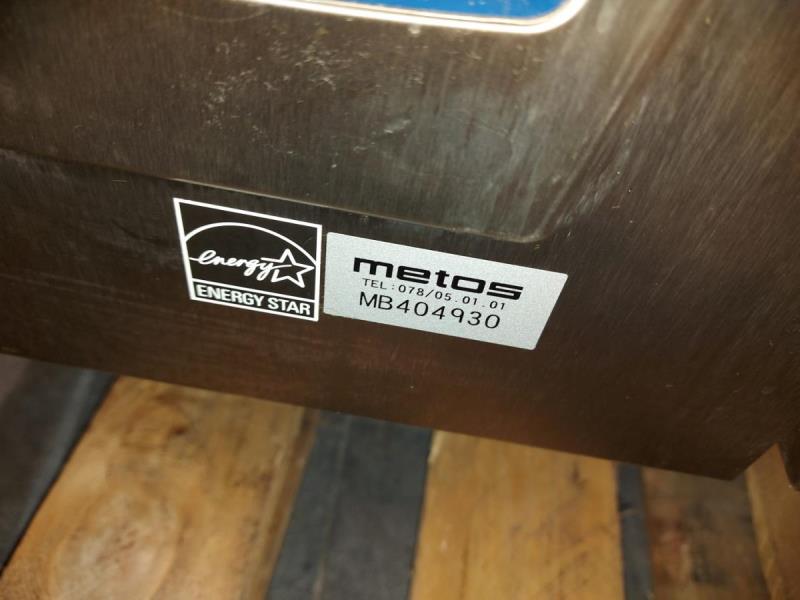 energy
ENERGY STAR
metos
TEL: 078/05.01.01
MB404930